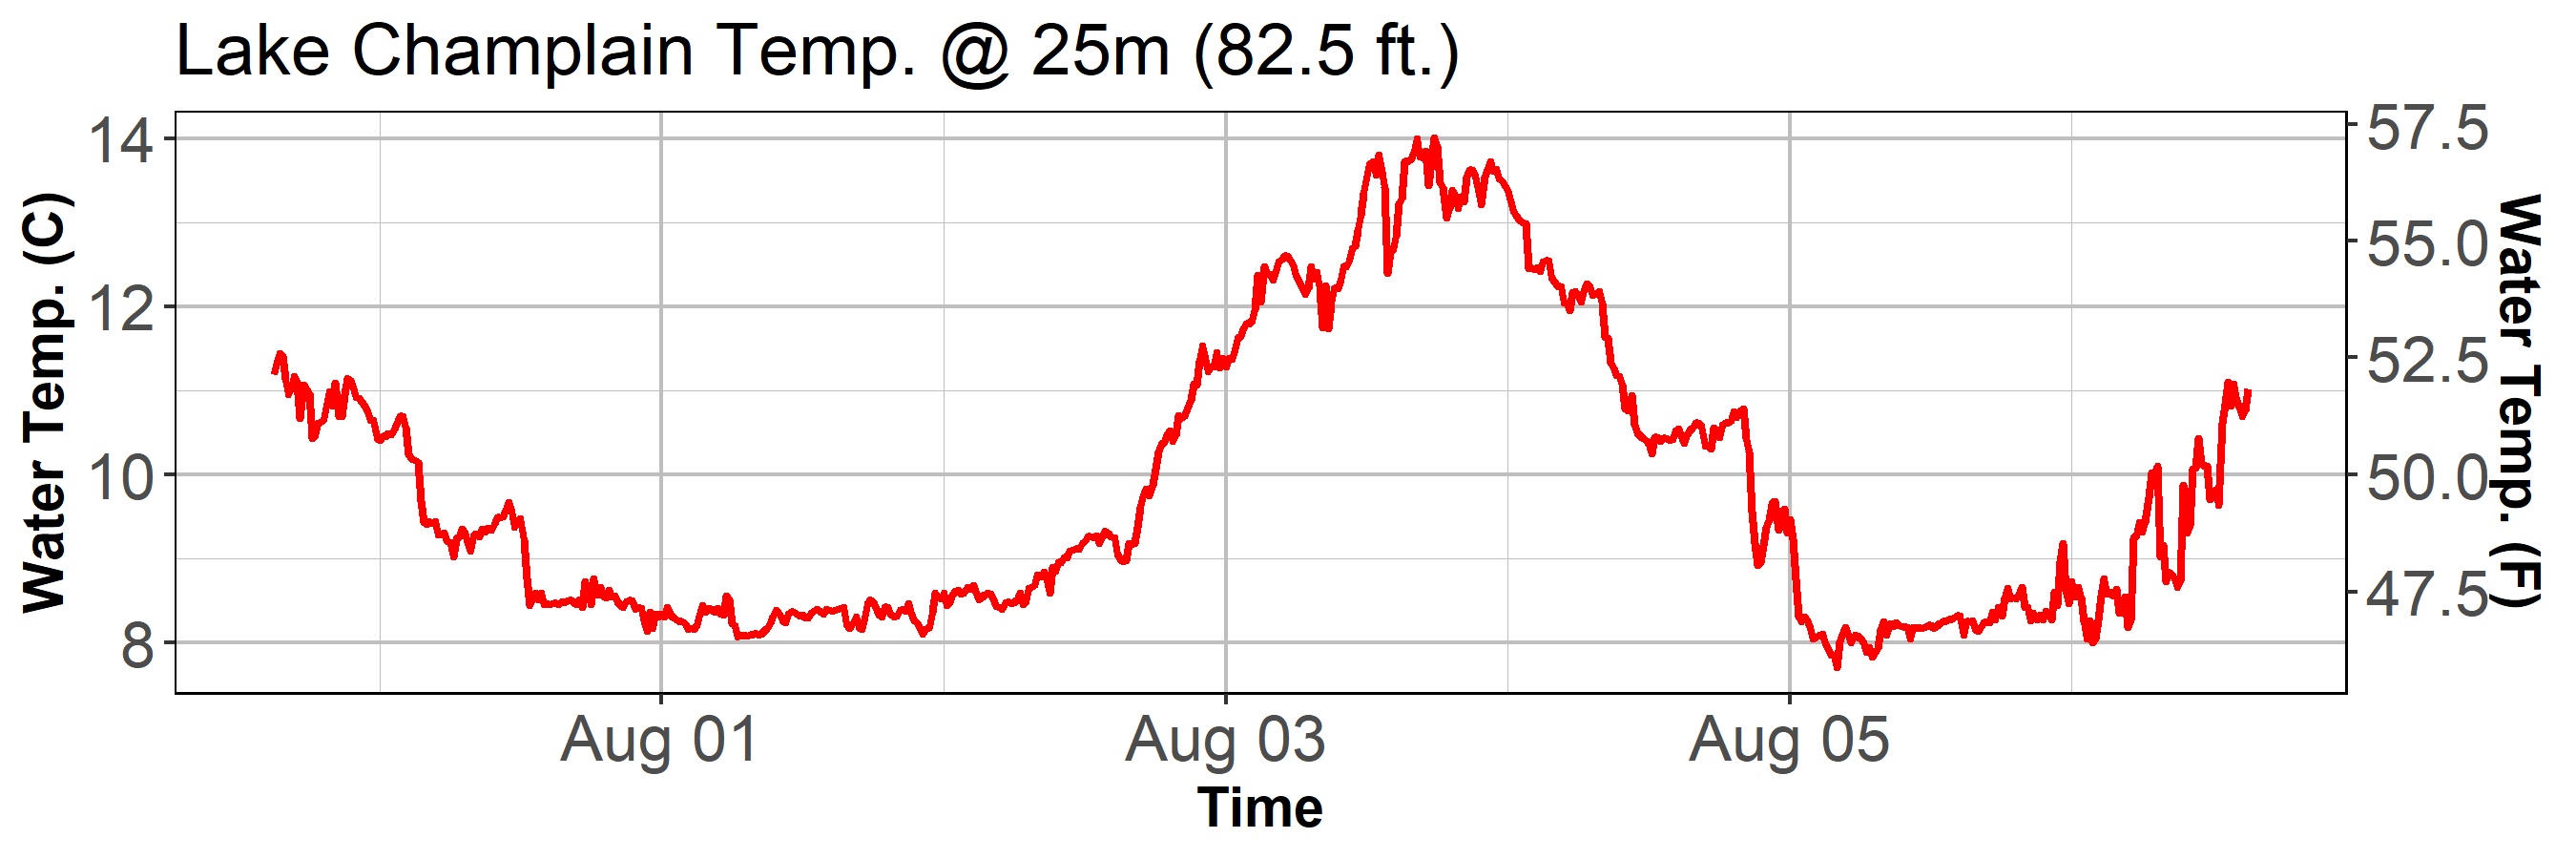 Lake Champlain Temp. @ 25m (82.5 ft.)
Water Temp. (C)
14
12
10
8
57.5
55.0
52.5
50.0
47.5
Water Temp. (F)
Aug 01 Aug 03 Aug 05
Time